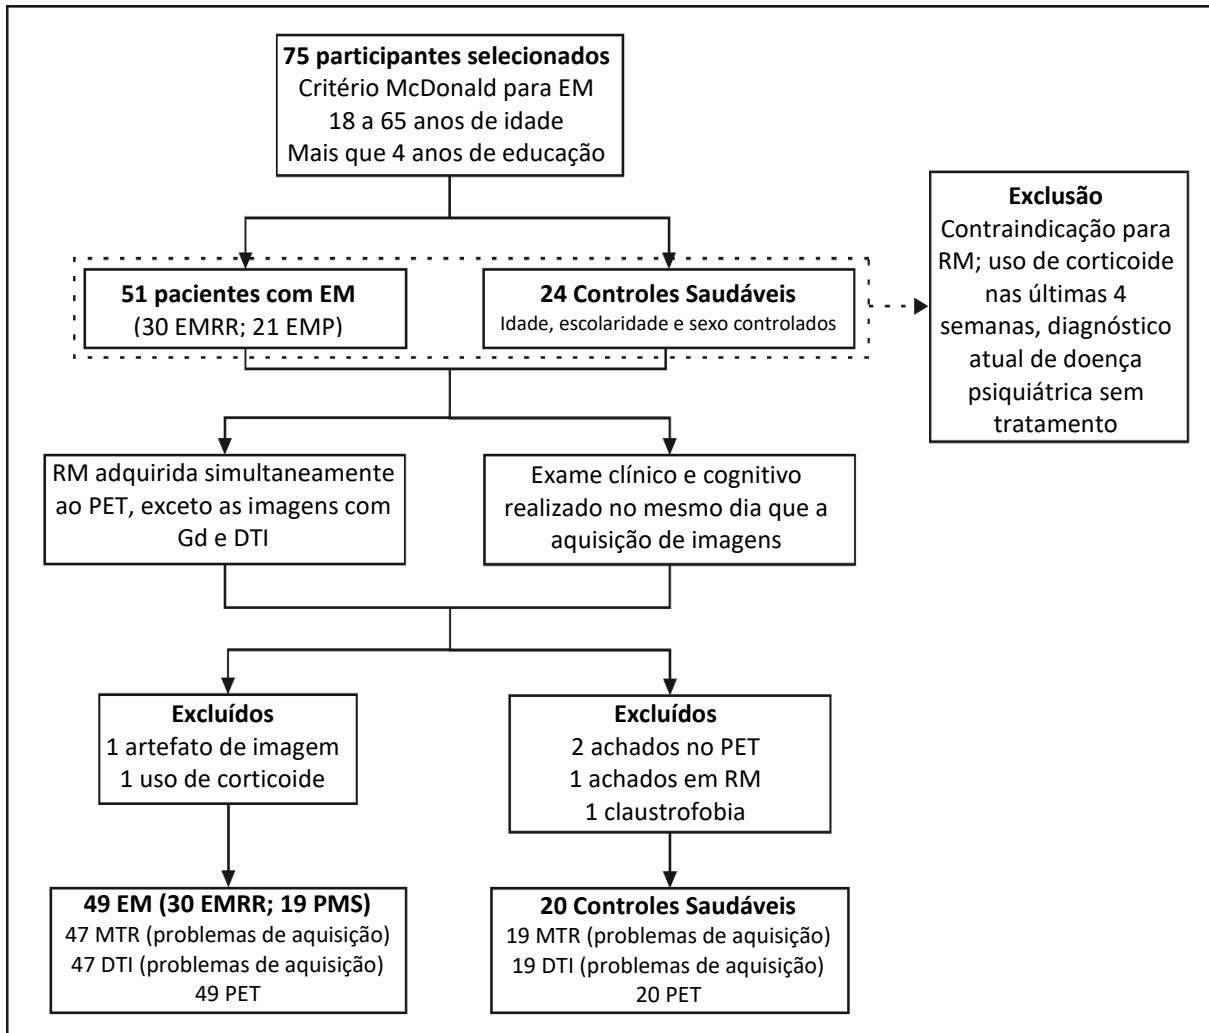 75 participantes selecionados
Critério McDonald para EM
18 a 65 anos de idade
Mais que 4 anos de educação
Exclusão
Contraindicação para
RM; uso de corticoide
nas últimas 4
semanas, diagnóstico
atual de doença
psiquiátrica sem
tratamento
51 pacientes com EM
(30 EMRR; 21 EMP)
24 Controles Saudáveis
Idade, escolaridade e sexo controlados
RM adquirida simultaneamente
ao PET, exceto as imagens com
Gd e DTI
Exame clínico e cognitivo
realizado no mesmo dia que a
aquisição de imagens
Excluídos
1 artefato de imagem
1 uso de corticoide
Excluídos
2 achados no PET
1 achados em RM
1 claustrofobia
49 EM (30 EMRR; 19 PMS)
47 MTR (problemas de aquisição)
47 DTI (problemas de aquisição)
49 PET
20 Controles Saudáveis
19 MTR (problemas de aquisição)
19 DTI (problemas de aquisição)
20 PET